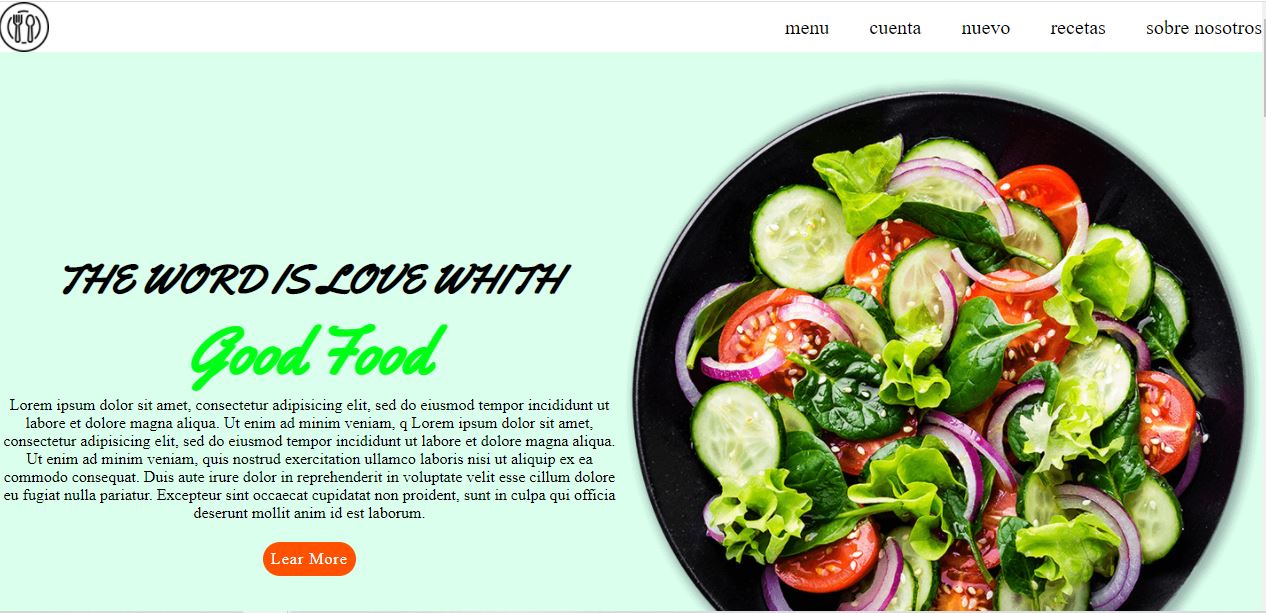 menu cuenta nuevo recetas sobre nosotros
THE WORD IS LOVE WHITH
Good Food
Lorem ipsum dolor sit amet, consectetur adipisicing elit, sed do eiusmod tempor incididunt ut
labore et dolore magna aliqua. Ut enim ad minim veniam, q Lorem ipsum dolor sit amet,
consectetur adipisicing elit, sed do eiusmod tempor incididunt ut labore et dolore magna aliqua.
Ut enim ad minim veniam, quis nostrud exercitation ullamco laboris nisi ut aliquip ex ea
commodo consequat. Duis aute irure dolor in reprehenderit in voluptate velit esse cillum dolore
eu fugiat nulla pariatur. Excepteur sint occaecat cupidatat non proident, sunt in culpa qui officia
deserunt mollit anim id est laborum.
Lear More